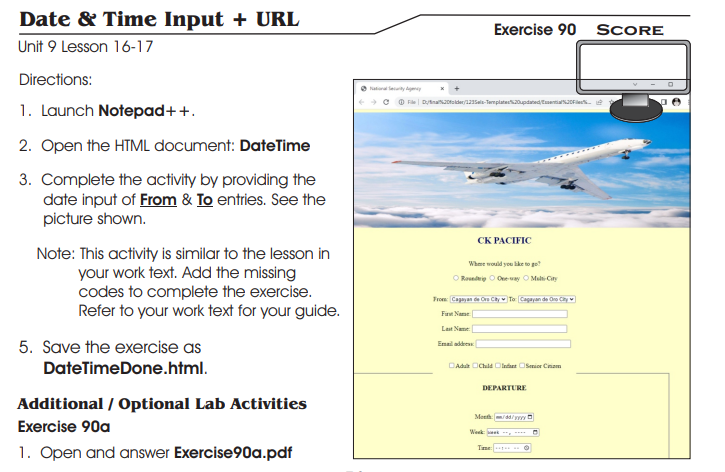 Date & Time Input + URL
Exercise 90 SCORE
Unit 9 Lesson 16-17
Directions:
1. Launch Notepad++.
2. Open the HTML document: DateTime
3. Complete the activity by providing the
date input of From & To entries. See the
picture shown.
Note: This activity is similar to the lesson in
your work text. Add the missing
codes to complete the exercise.
Refer to your work text for your guide.
5. Save the exercise as
DateTimeDone.html.
Additional / Optional Lab Activities
Exercise 90a
1. Open and answer Exercise90a.pdf
National Security Agency
File D:/final%20folder/123Sels-Templates%20updated/Essential%20Files%...
CK PACIFIC
Where would you like to go?
Roundtrip One-way Multi-City
From: Cagayan de Oro City To: Cagayan de Oro City
First Name:
Last Name:
Email address:
Adult Child Infant Senior Citizen
DEPARTURE
Month: mm/dd/yyyy
Week: Week --, ----
Time: --:-- --